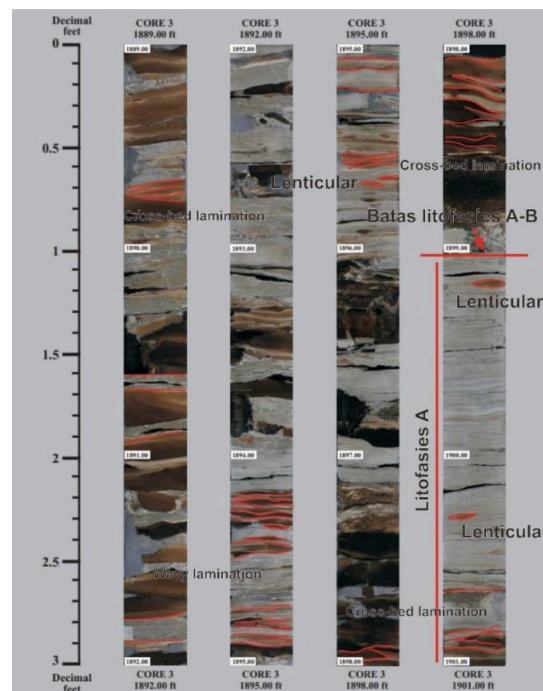 Decimal
feet
CORE 3
1889.00 ft
CORE 3
1892.00 ft
CORE 3
1895.00 ft
CORE 3
1898.00 ft
0
0.5
1
1.5
2
2.5
3
1889.00
1890.00
1891.00
1892.00
Cross-bed lamination
Wavy lamination
1892.00
1893.00
1894.00
1895.00
1895.00
1896.00
1897.00
1898.00
Lenticular
Cross-bed lamination
1898.00
1899.00
1900.00
1901.00
Cross-bed lamination
Batas litofasies A-B
Lenticular
Litofasies A
Lenticular
Decimal
feet
CORE 3
1892.00 ft
CORE 3
1895.00 ft
CORE 3
1898.00 ft
CORE 3
1901.00 ft